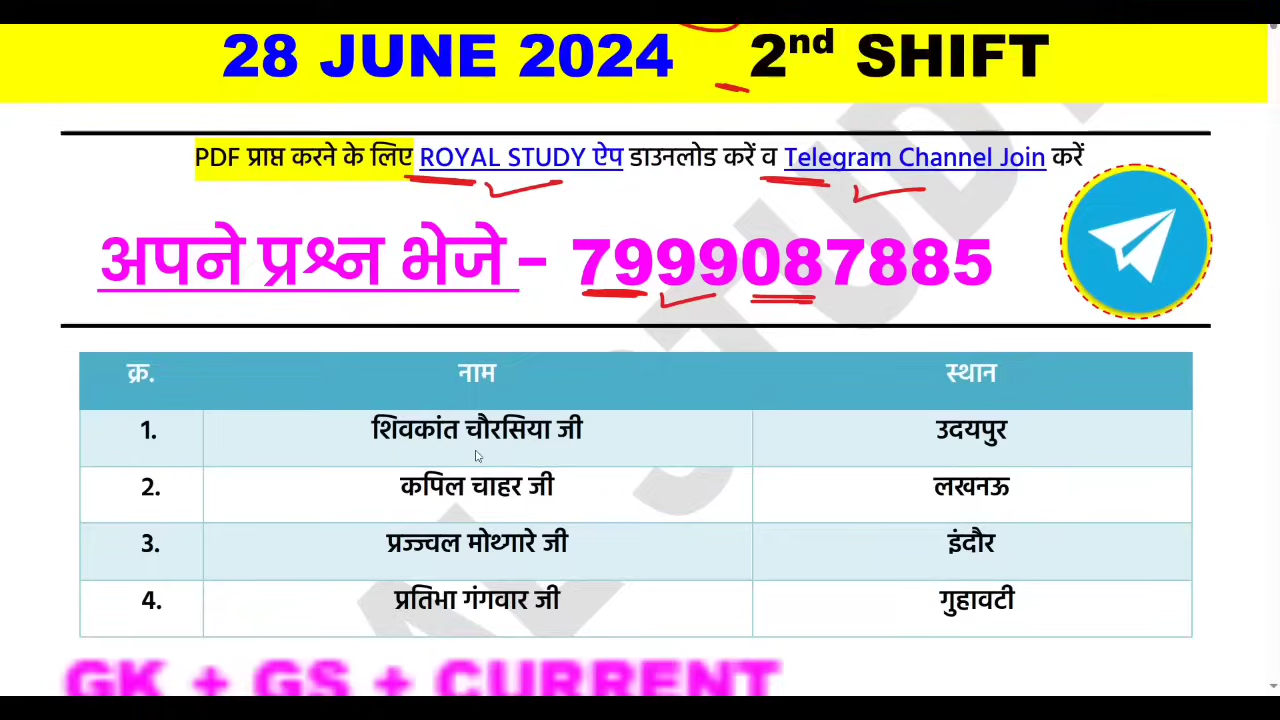 28 JUNE 2024 2nd SHIFT
PDF प्राप्त करने के लिए ROYAL STUDY ऐप डाउनलोड करें व Telegram Channel Join करें
अपने प्रश्न भेजे - 7999087885
क्र. नाम स्थान
1. शिवकांत चौरसिया जी उदयपुर
2. कपिल चाहर जी लखनऊ
3. प्रज्ज्वल मोथ्गारे जी इंदौर
4. प्रतिभा गंगवार जी गुहावटी
GK + GS + CURRENT